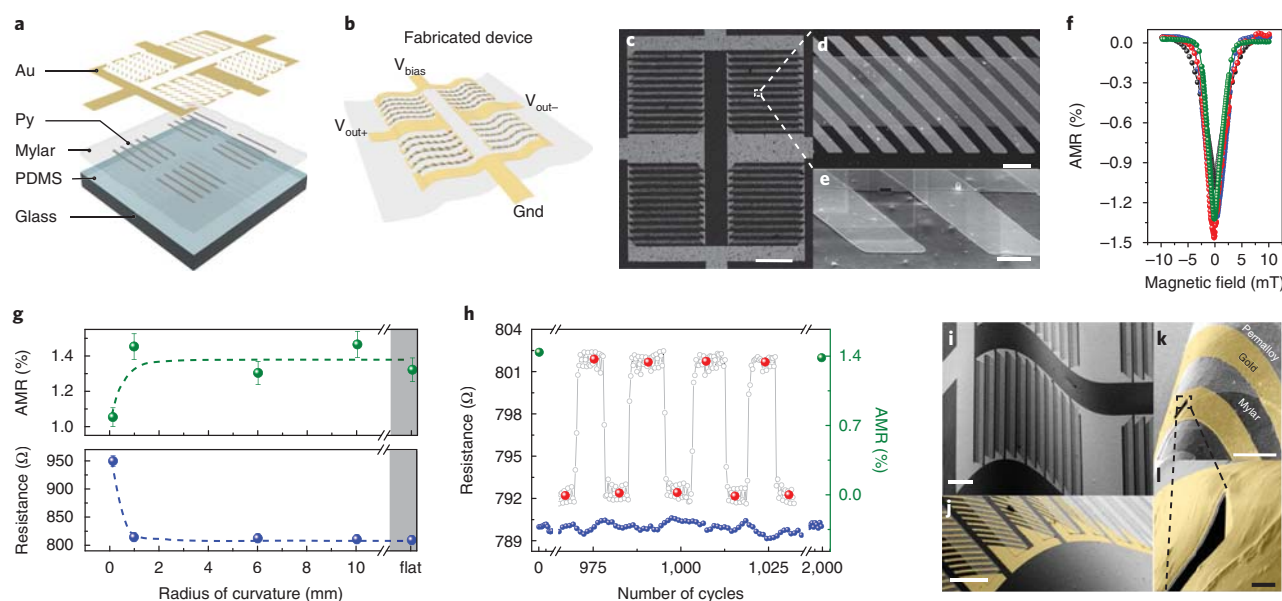 a
Au
Py
Mylar
PDMS
Glass
b
Fabricated device
V_bias
V_out–
V_out+
Gnd
c
d
e
f
0.0
–0.3
–0.6
–0.9
–1.2
–1.5
AMR (%)
–10 –5 0 5 10
Magnetic field (mT)
g
AMR (%)
1.4
1.2
1.0
Resistance (Ω)
950
900
850
800
0 2 4 6 8 10 flat
Radius of curvature (mm)
h
Resistance (Ω)
804
801
798
795
792
789
1.4
0.7
0.0
AMR (%)
0 975 1,000 1,025 2,000
Number of cycles
i
j
k
Permalloy
Gold
Mylar
l